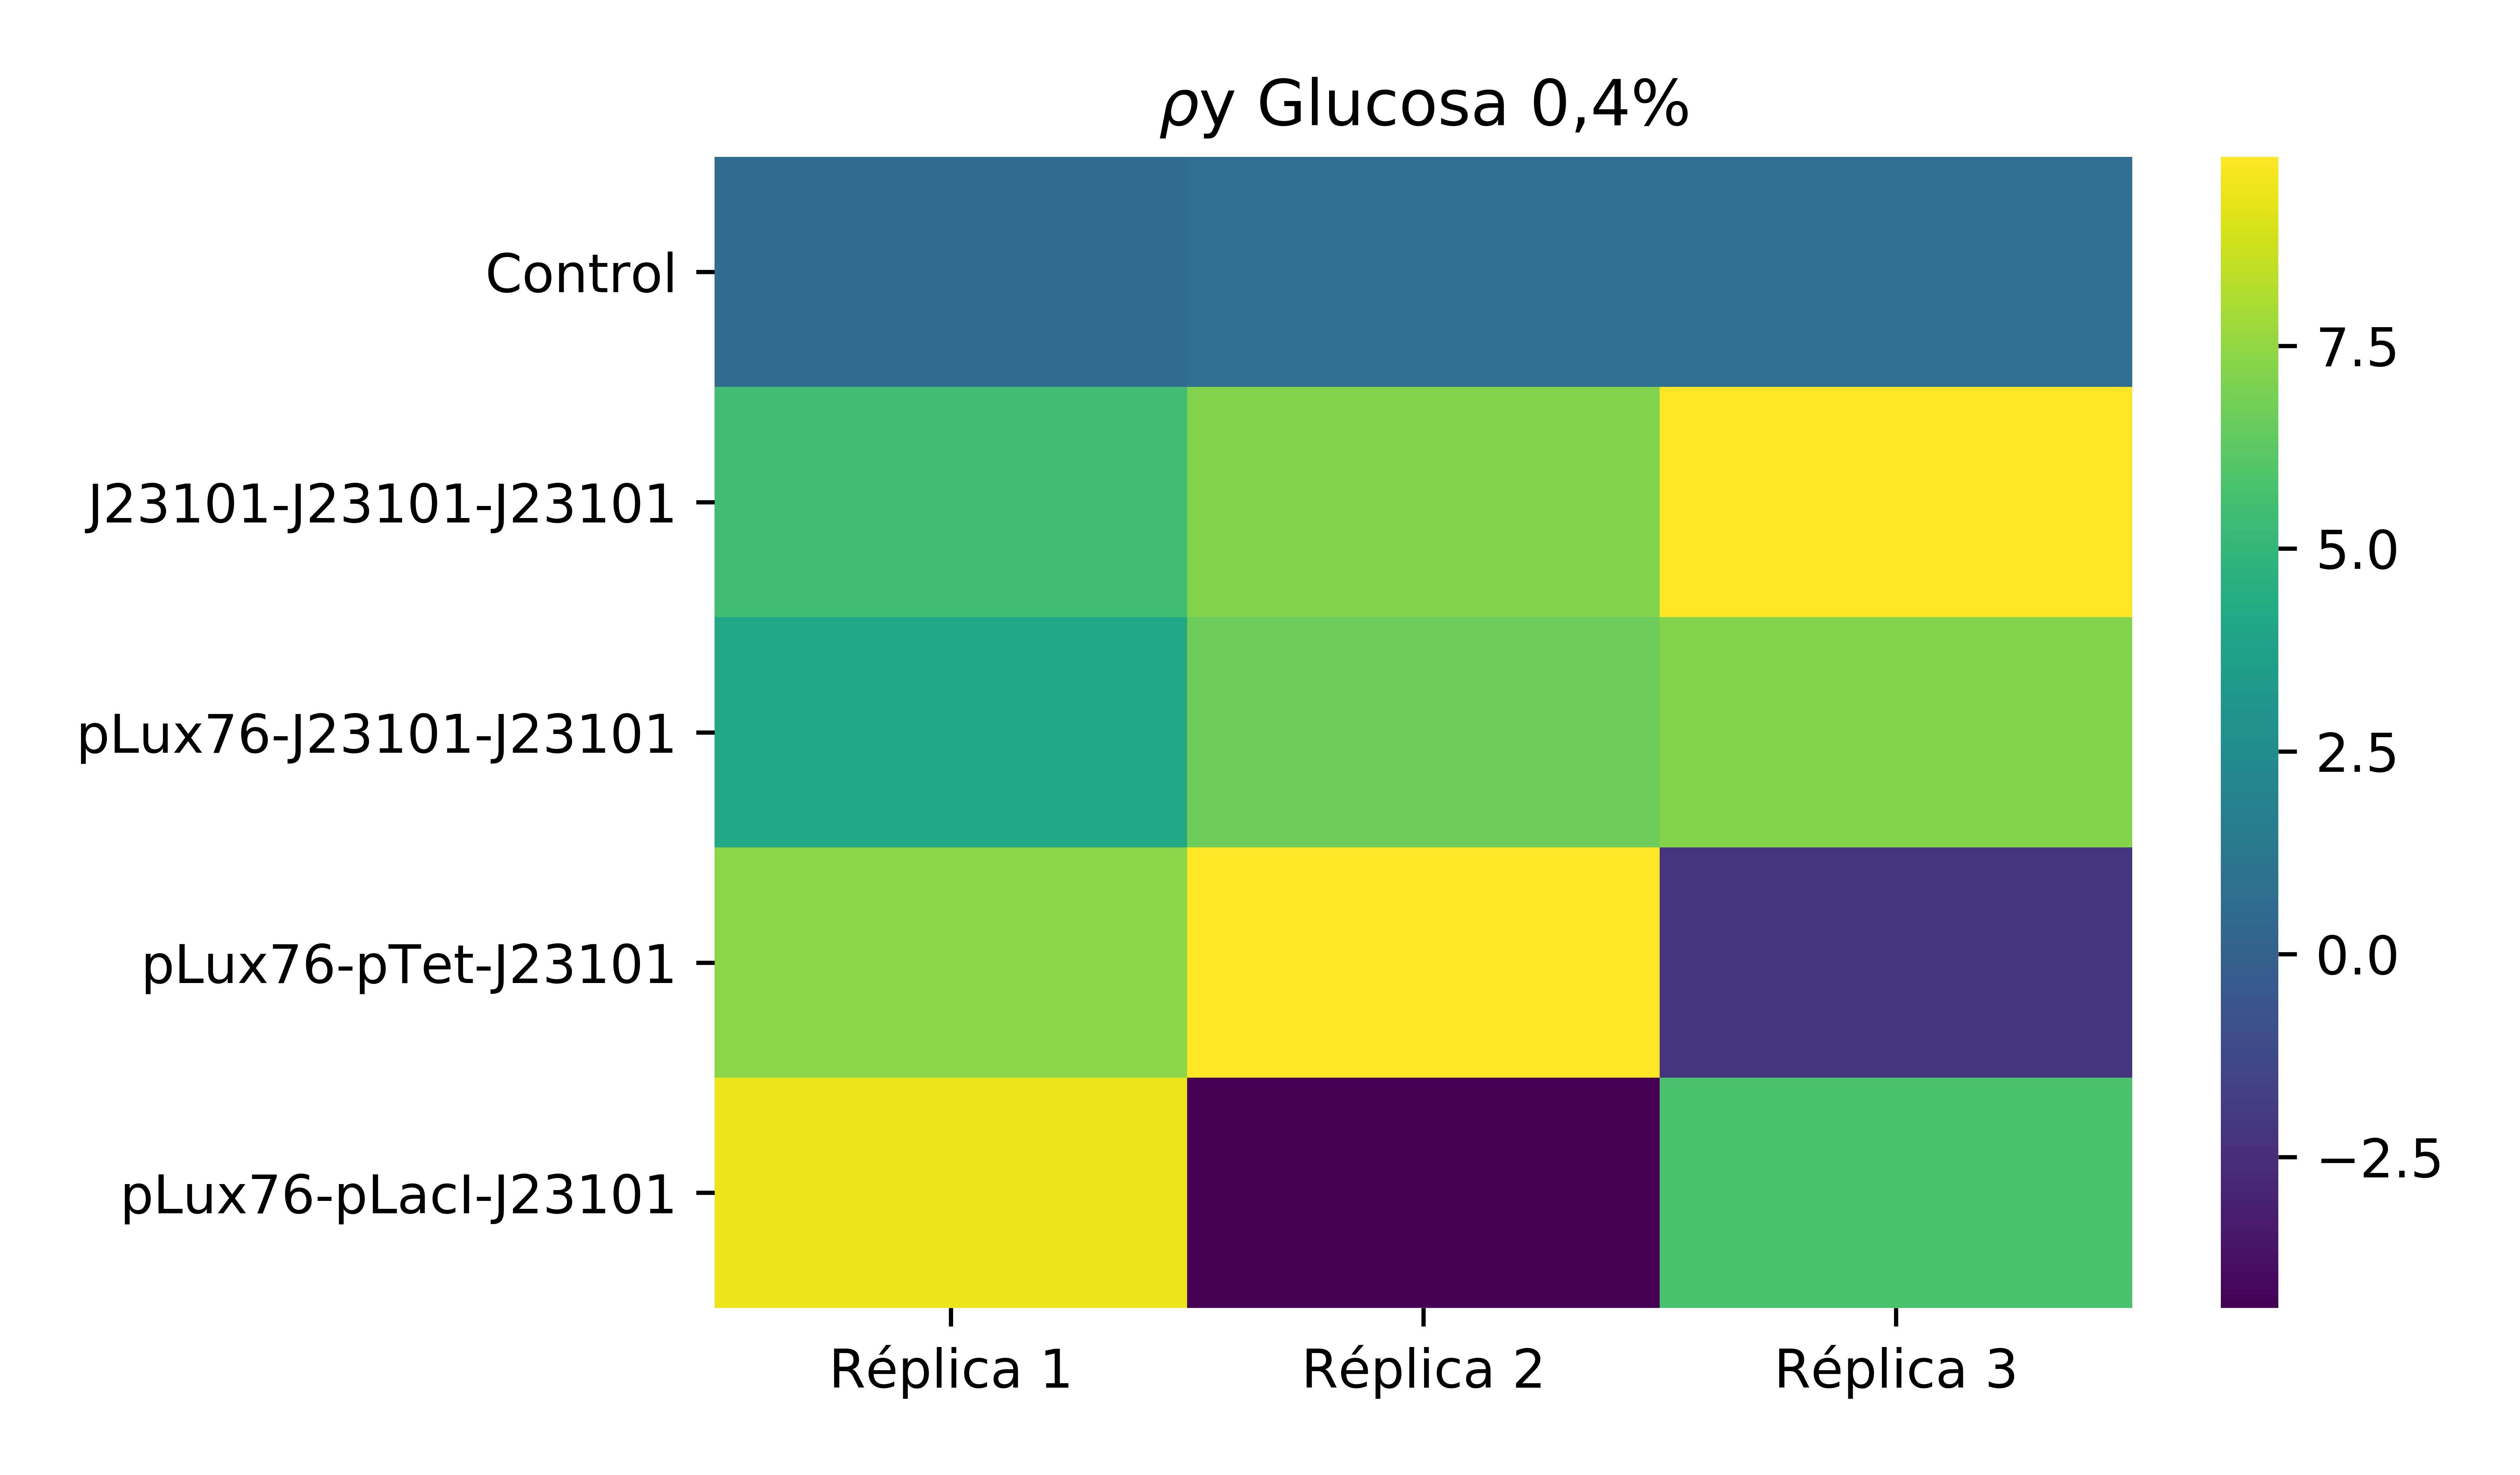 ρy Glucosa 0,4%
Control
J23101-J23101-J23101
pLux76-J23101-J23101
pLux76-pTet-J23101
pLux76-pLacI-J23101
Réplica 1 Réplica 2 Réplica 3
7.5
5.0
2.5
0.0
−2.5